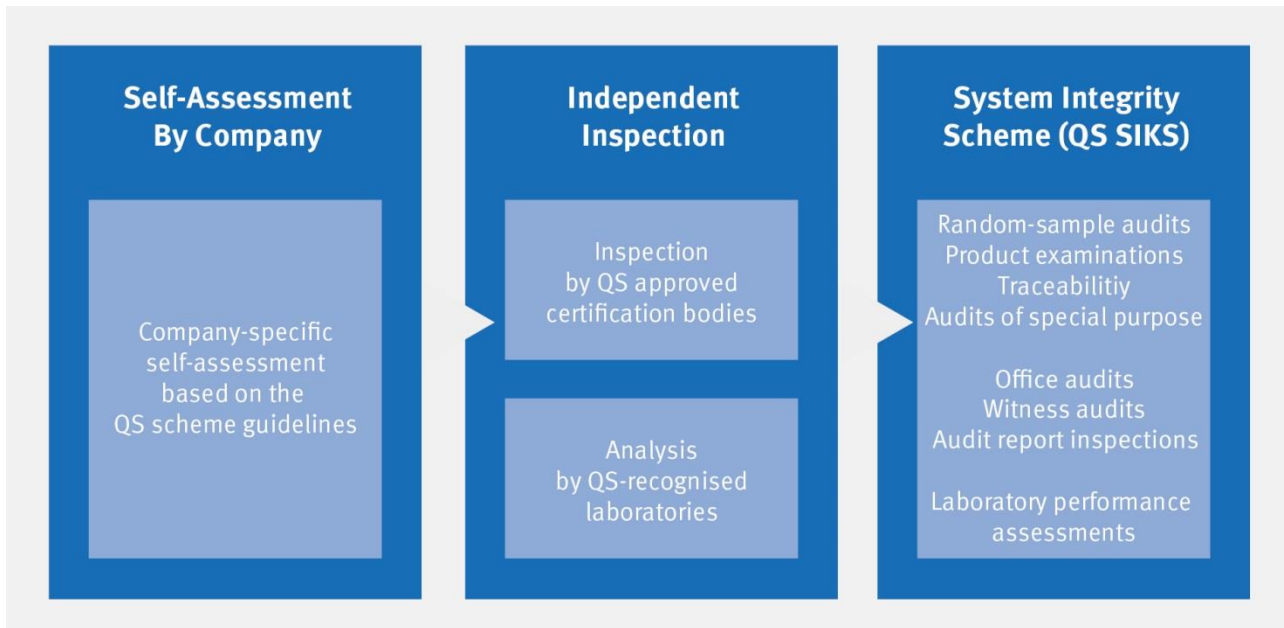 Self-Assessment
By Company
Company-specific
self-assessment
based on the
QS scheme guidelines
Independent
Inspection
Inspection
by QS approved
certification bodies
Analysis
by QS-recognised
laboratories
System Integrity
Scheme (QS SIKS)
Random-sample audits
Product examinations
Traceabilitiy
Audits of special purpose
Office audits
Witness audits
Audit report inspections
Laboratory performance
assessments